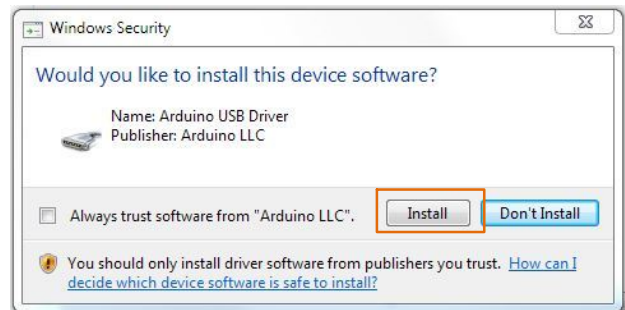 Windows Security
Would you like to install this device software?
Name: Arduino USB Driver
Publisher: Arduino LLC
Always trust software from "Arduino LLC".
Install
Don't Install
You should only install driver software from publishers you trust. How can I
decide which device software is safe to install?